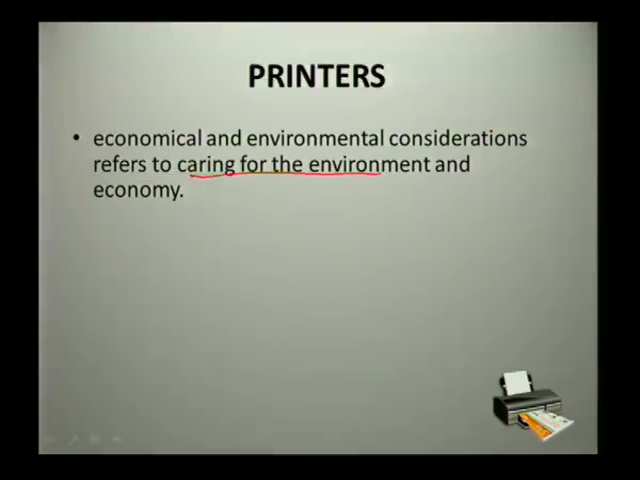 PRINTERS
• economical and environmental considerations
refers to caring for the environment and
economy.